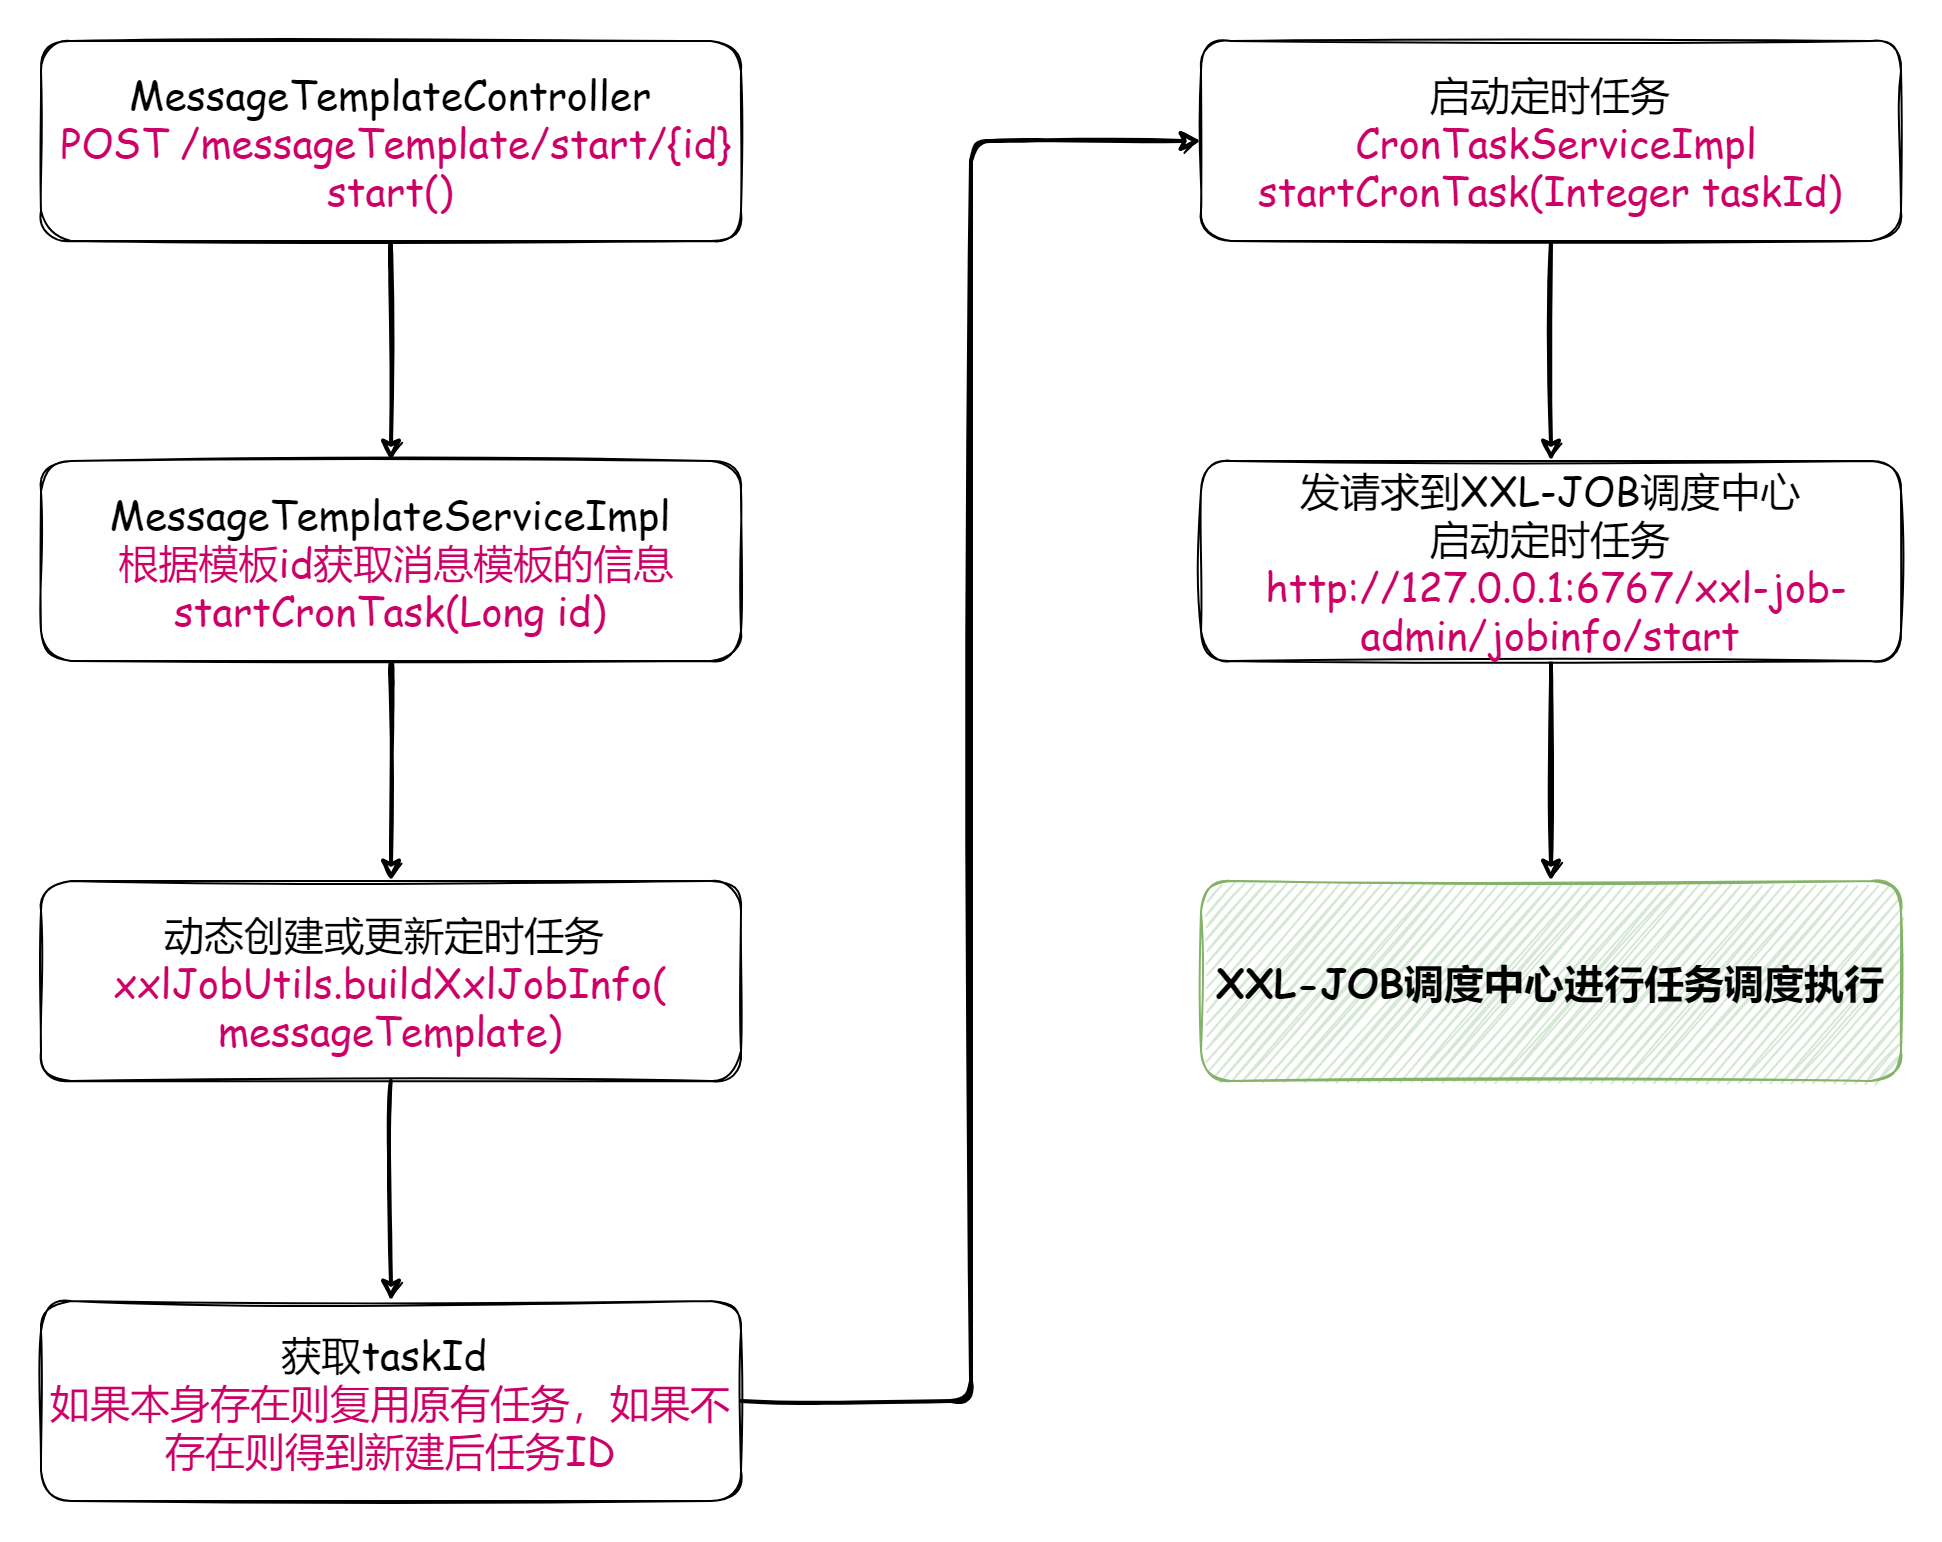 MessageTemplateController
POST /messageTemplate/start/{id}
start()
MessageTemplateServiceImpl
根据模板id获取消息模板的信息
startCronTask(Long id)
动态创建或更新定时任务
xxlJobUtils.buildXxlJobInfo(
messageTemplate)
获取taskId
如果本身存在则复用原有任务，如果不
存在则得到新建后任务ID
启动定时任务
CronTaskServiceImpl
startCronTask(Integer taskId)
发请求到XXL-JOB调度中心
启动定时任务
http://127.0.0.1:6767/xxl-job-
admin/jobinfo/start
XXL-JOB调度中心进行任务调度执行